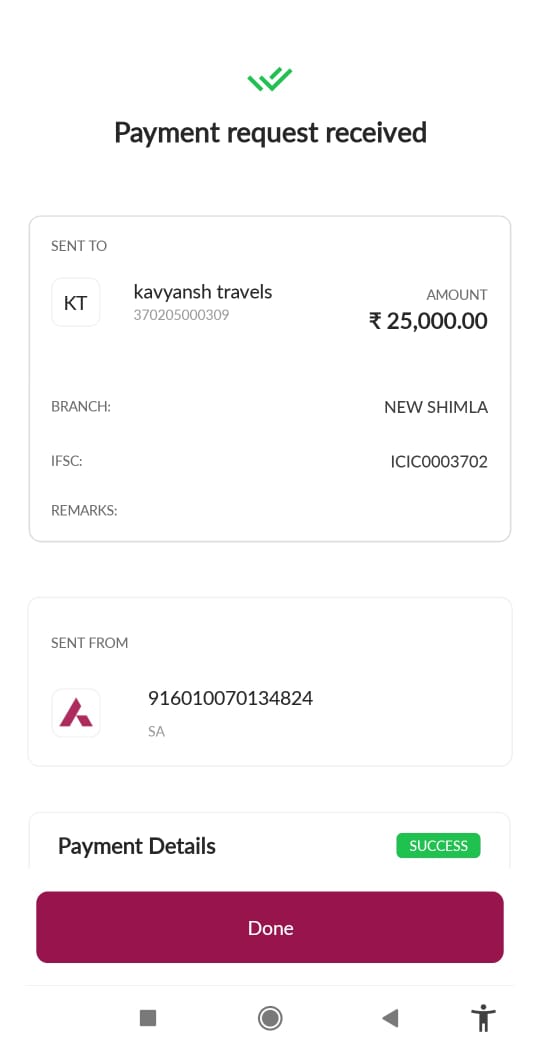 Payment request received
SENT TO
KT
kavyansh travels
370205000309
AMOUNT
₹ 25,000.00
BRANCH:
NEW SHIMLA
IFSC:
ICIC0003702
REMARKS:
SENT FROM
916010070134824
SA
Payment Details
SUCCESS
Done